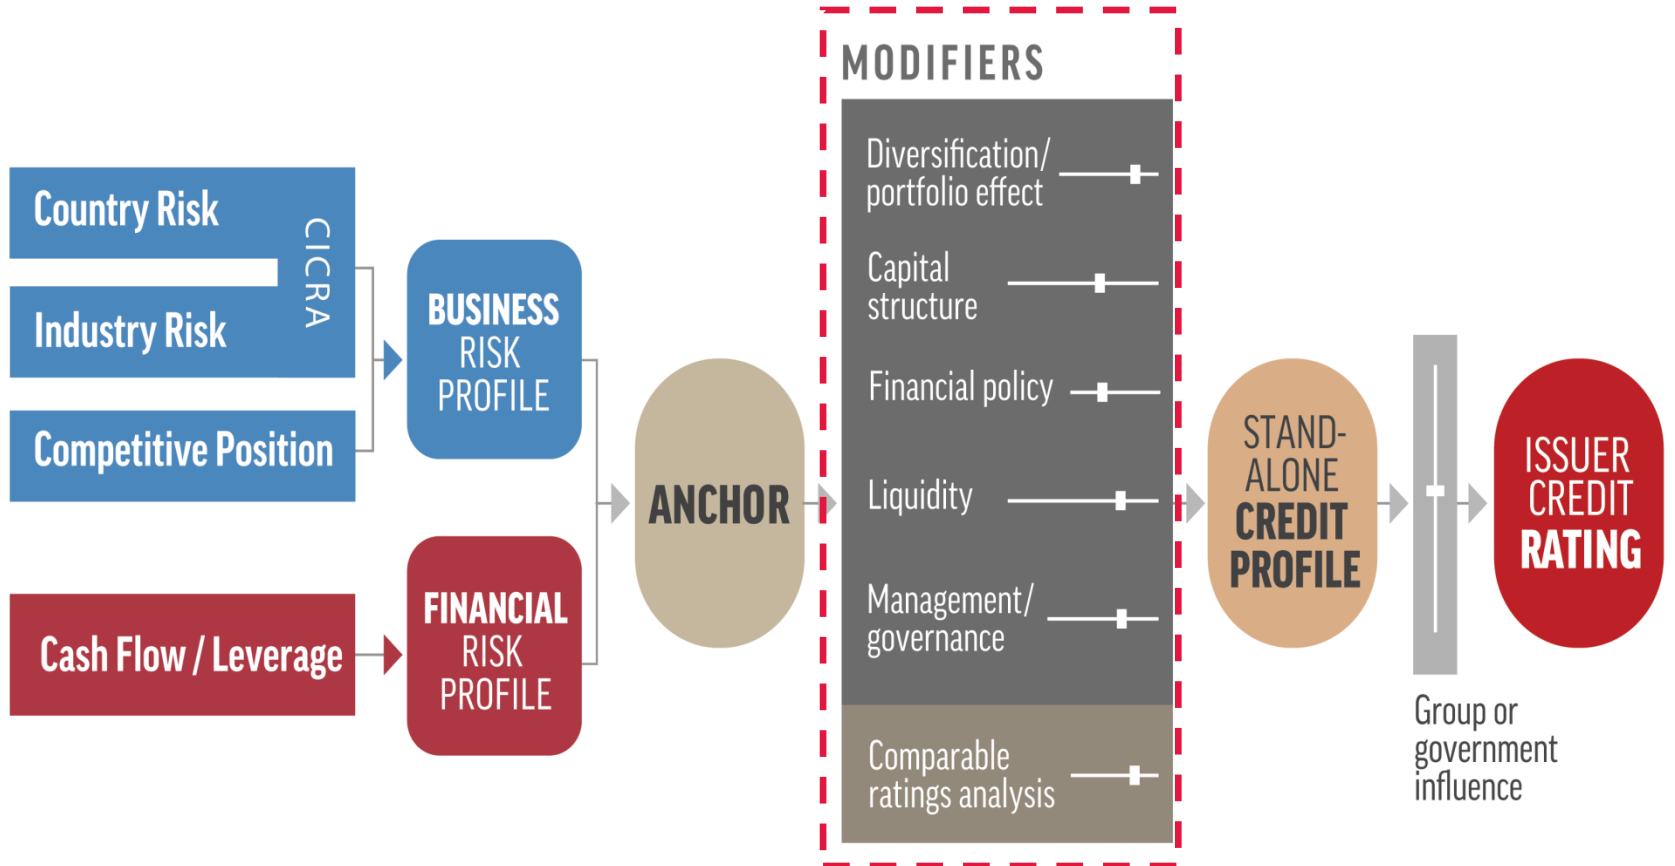 Country Risk
Industry Risk
CICRA
Competitive Position
Cash Flow / Leverage
BUSINESS
RISK
PROFILE
FINANCIAL
RISK
PROFILE
ANCHOR
MODIFIERS
Diversification/
portfolio effect
Capital
structure
Financial policy
Liquidity
Management/
governance
Comparable
ratings analysis
STAND-
ALONE
CREDIT
PROFILE
Group or
government
influence
ISSUER
CREDIT
RATING